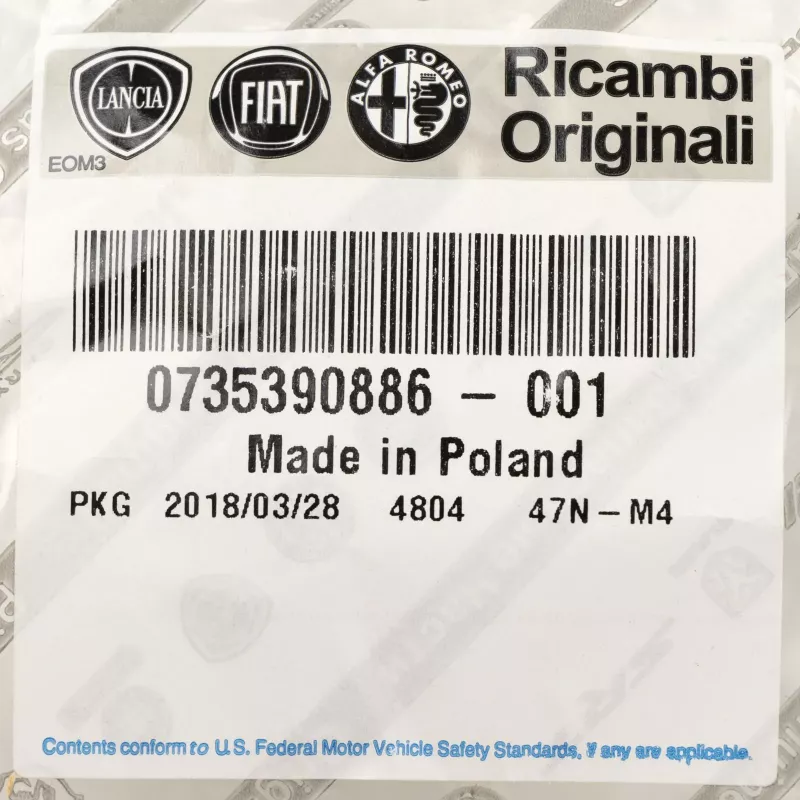 LANCIA FIAT ALFA ROMEO Ricambi
Originali
EOM3
0735390886 - 001
Made in Poland
PKG 2018/03/28 4804 47N-M4
Contents conform to U.S. Federal Motor Vehicle Safety Standards, if any are applicable.